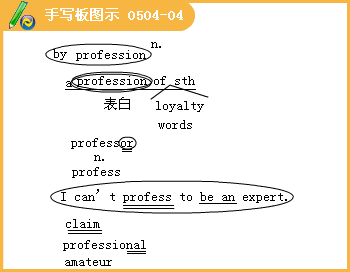 手写板图示 0504-04
n.
by profession
a profession of sth
表白 loyalty
words
professor
n.
profess
I can't profess to be an expert.
claim
professional
amateur